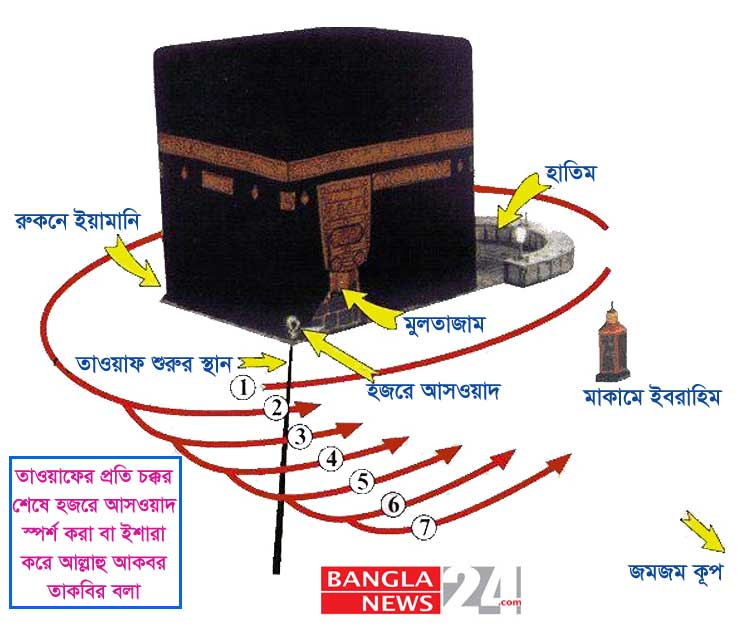 হাতিম
রুকনে ইয়ামানি
মুলতাজাম
তাওয়াফ শুরুর স্থান
হজরে আসওয়াদ
মাকামে ইবরাহিম
1
2
3
4
5
6
7
তাওয়াফের প্রতি চক্কর
শেষে হজরে আসওয়াদ
স্পর্শ করা বা ইশারা
করে আল্লাহু আকবর
তাকবির বলা
জমজম কূপ
BANGLA
NEWS 24.com